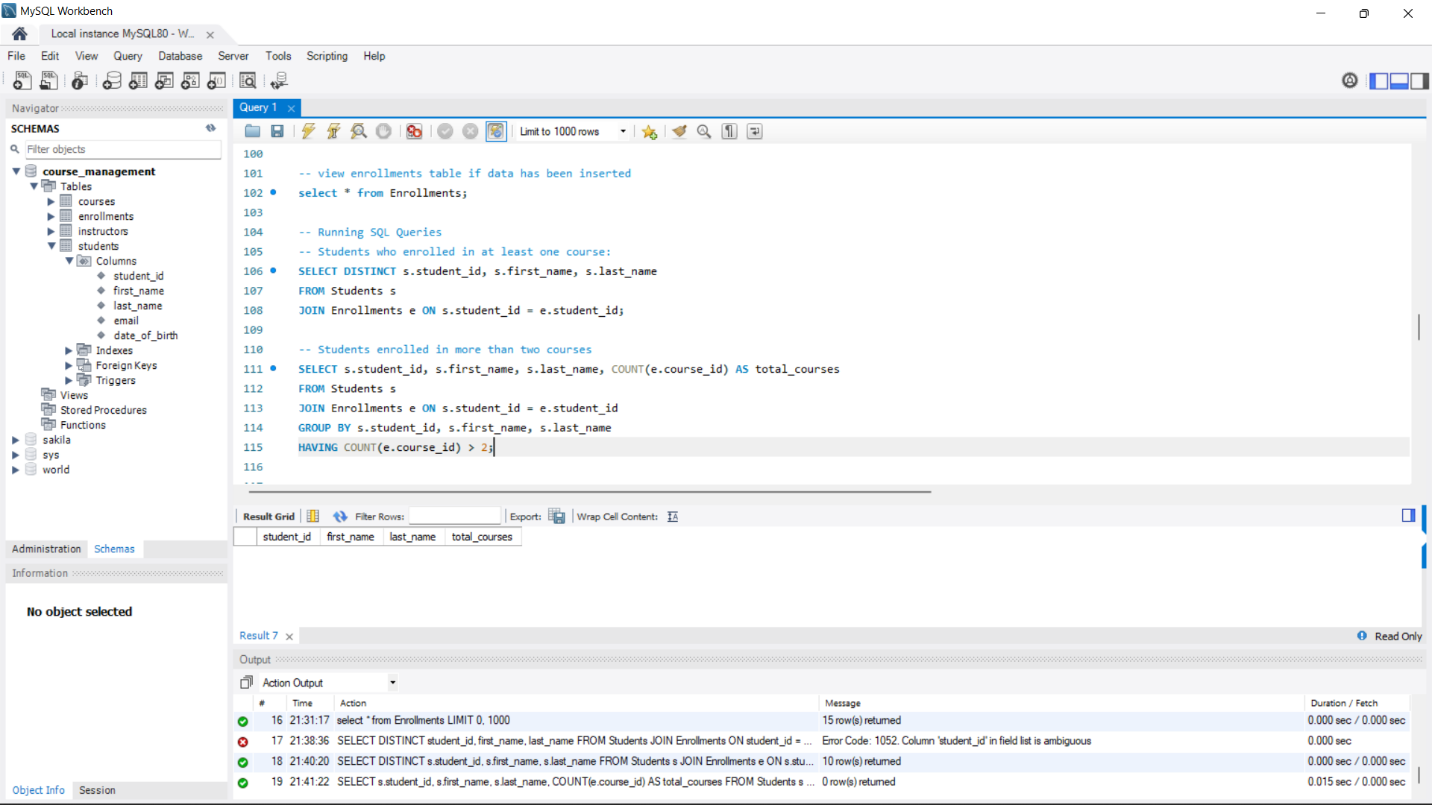 MySQL Workbench
Local instance MySQL80 - W...
File Edit View Query Database Server Tools Scripting Help
Navigator
SCHEMAS
Filter objects
course_management
Tables
courses
enrollments
instructors
students
Columns
student_id
first_name
last_name
email
date_of_birth
Indexes
Foreign Keys
Triggers
Views
Stored Procedures
Functions
sakila
sys
world
Administration Schemas
Information
No object selected
Object Info Session
Query 1
Limit to 1000 rows
100
101 -- view enrollments table if data has been inserted
102 select * from Enrollments;
103
104 -- Running SQL Queries
105 -- Students who enrolled in at least one course:
106 SELECT DISTINCT s.student_id, s.first_name, s.last_name
107 FROM Students s
108 JOIN Enrollments e ON s.student_id = e.student_id;
109
110 -- Students enrolled in more than two courses
111 SELECT s.student_id, s.first_name, s.last_name, COUNT(e.course_id) AS total_courses
112 FROM Students s
113 JOIN Enrollments e ON s.student_id = e.student_id
114 GROUP BY s.student_id, s.first_name, s.last_name
115 HAVING COUNT(e.course_id) > 2;
116
Result Grid Filter Rows: Export: Wrap Cell Content:
student_id first_name last_name total_courses
Result 7 Read Only
Output
Action Output
# Time Action Message Duration / Fetch
16 21:31:17 select * from Enrollments LIMIT 0, 1000 15 row(s) returned 0.000 sec / 0.000 sec
17 21:38:36 SELECT DISTINCT student_id, first_name, last_name FROM Students JOIN Enrollments ON student_id = ... Error Code: 1052. Column 'student_id' in field list is ambiguous 0.000 sec
18 21:40:20 SELECT DISTINCT s.student_id, s.first_name, s.last_name FROM Students s JOIN Enrollments e ON s.stu... 10 row(s) returned 0.000 sec / 0.000 sec
19 21:41:22 SELECT s.student_id, s.first_name, s.last_name, COUNT(e.course_id) AS total_courses FROM Students s ... 0 row(s) returned 0.015 sec / 0.000 sec